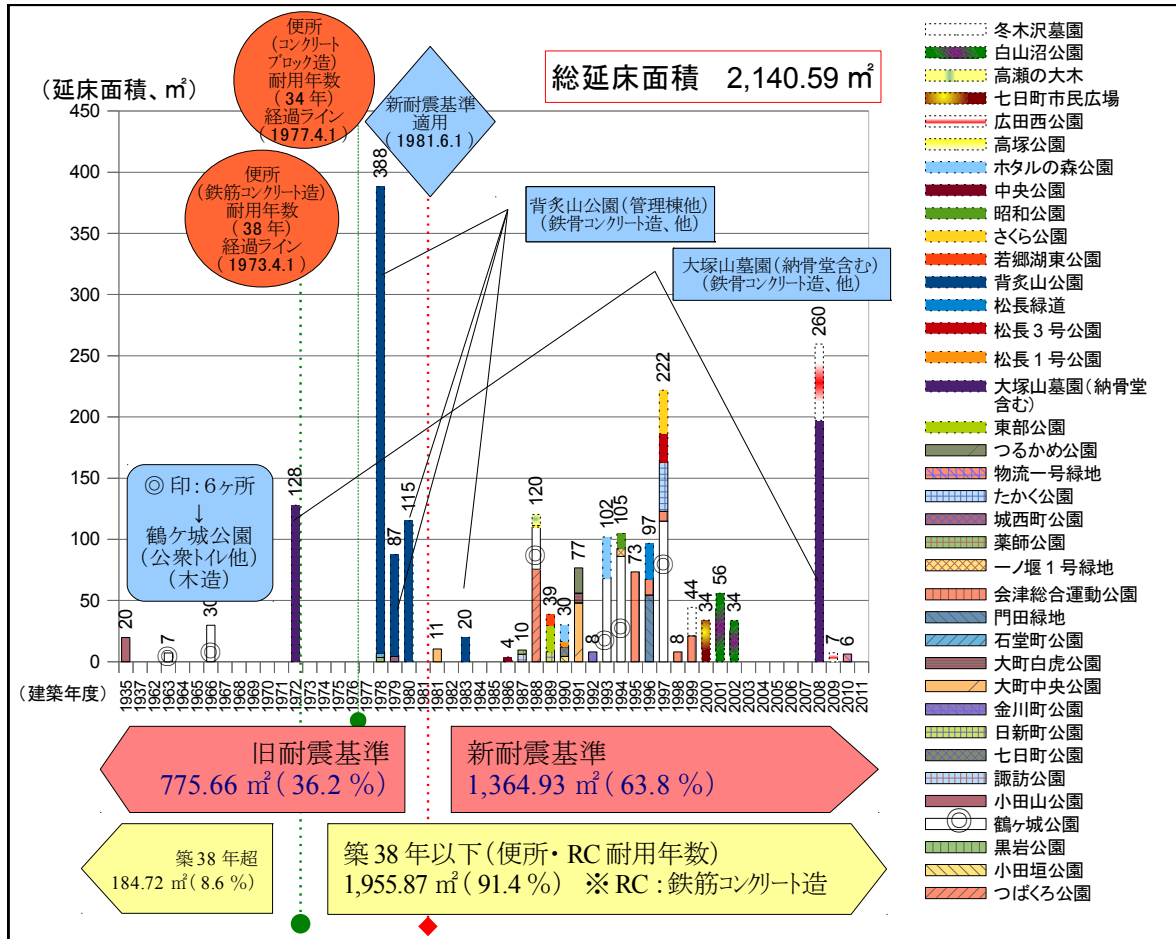 総延床面積 2,140.59 ㎡
(延床面積、㎡)
便所
(コンクリート
ブロック造)
耐用年数
(34年)
経過ライン
(1977.4.1)
新耐震基準
適用
(1981.6.1)
便所
(鉄筋コンクリート造)
耐用年数
(38年)
経過ライン
(1973.4.1)
背炙山公園(管理棟他)
(鉄骨コンクリート造、他)
大塚山墓園(納骨堂含む)
(鉄骨コンクリート造、他)
◎印:6ヶ所
↓
鶴ケ城公園
(公衆トイレ他)
(木造)
450
400
350
300
250
200
150
100
50
0
20
7
30
128
388
87
115
11
20
4
10
120
39
30
77
8
102
105
73
97
222
8
44
34
56
34
260
7
6
(建築年度)
1935
1937
1962
1963
1966
1967
1969
1970
1971
1972
1973
1974
1975
1976
1977
1978
1979
1980
1981
1981
1982
1983
1984
1985
1986
1987
1988
1989
1990
1991
1992
1993
1994
1995
1996
1997
1998
1999
2000
2001
2002
2003
2004
2005
2006
2007
2008
2009
2010
2011
旧耐震基準
775.66 ㎡(36.2 %)
新耐震基準
1,364.93 ㎡(63.8 %)
築38年超
184.72 ㎡(8.6 %)
築38年以下(便所・RC耐用年数)
1,955.87 ㎡(91.4 %) ※RC:鉄筋コンクリート造
冬木沢墓園
白山沼公園
高瀬の大木
七日町市民広場
広田西公園
高塚公園
ホタルの森公園
中央公園
昭和公園
さくら公園
若郷湖東公園
背炙山公園
松長緑道
松長3号公園
松長1号公園
大塚山墓園(納骨堂
含む)
東部公園
つるかめ公園
物流一号緑地
たかく公園
城西町公園
薬師公園
一ノ堰1号緑地
会津総合運動公園
門田緑地
石堂町公園
大町白虎公園
大町中央公園
金川町公園
日新町公園
七日町公園
諏訪公園
小田山公園
鶴ヶ城公園
黒岩公園
小田垣公園
つばくろ公園